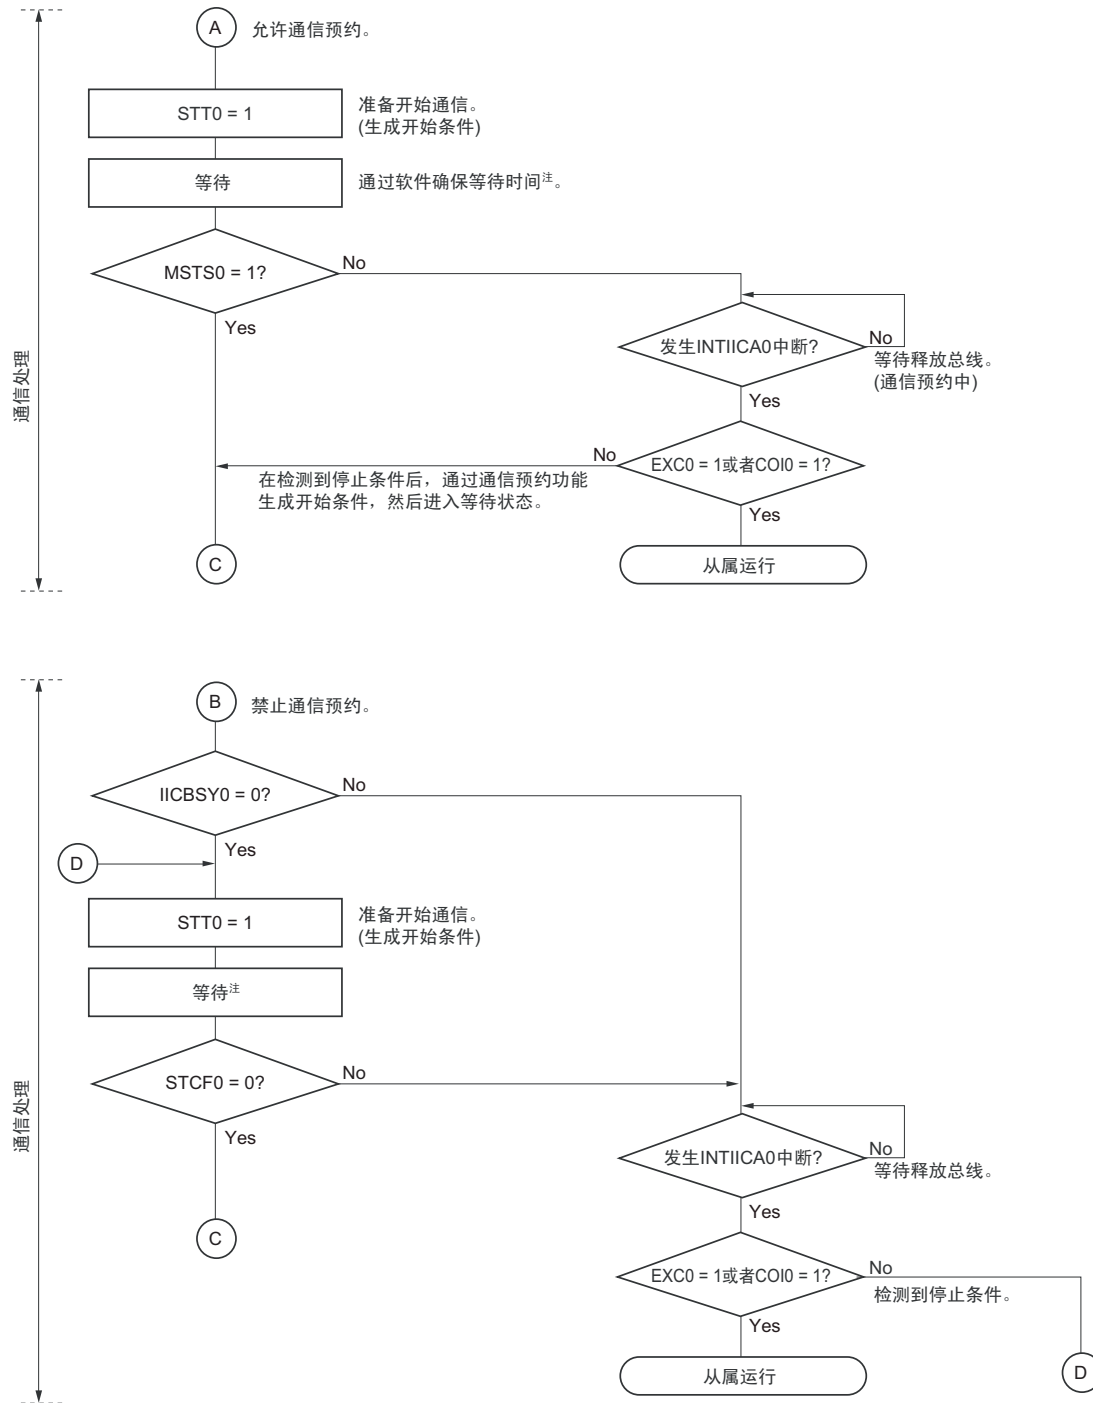 A
允许通信预约。
STT0 = 1
准备开始通信。
(生成开始条件)
等待
通过软件确保等待时间注。
MSTS0 = 1?
No
Yes
发生INTIICA0中断?
No
等待释放总线。
(通信预约中)
Yes
EXC0 = 1或者COI0 = 1?
No
在检测到停止条件后，通过通信预约功能
生成开始条件，然后进入等待状态。
Yes
C
从属运行
通信处理
B
禁止通信预约。
IICBSY0 = 0?
No
Yes
D
STT0 = 1
准备开始通信。
(生成开始条件)
等待注
STCF0 = 0?
No
Yes
发生INTIICA0中断?
No
等待释放总线。
Yes
C
EXC0 = 1或者COI0 = 1?
No
检测到停止条件。
Yes
从属运行
D
通信处理